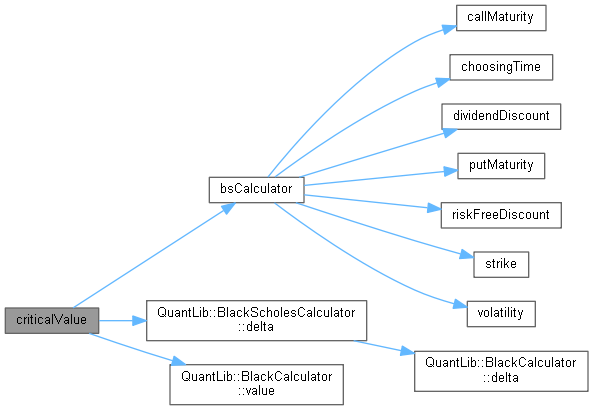 callMaturity
choosingTime
dividendDiscount
putMaturity
bsCalculator
riskFreeDiscount
strike
volatility
criticalValue
QuantLib::BlackScholesCalculator
::delta
QuantLib::BlackCalculator
::delta
QuantLib::BlackCalculator
::value